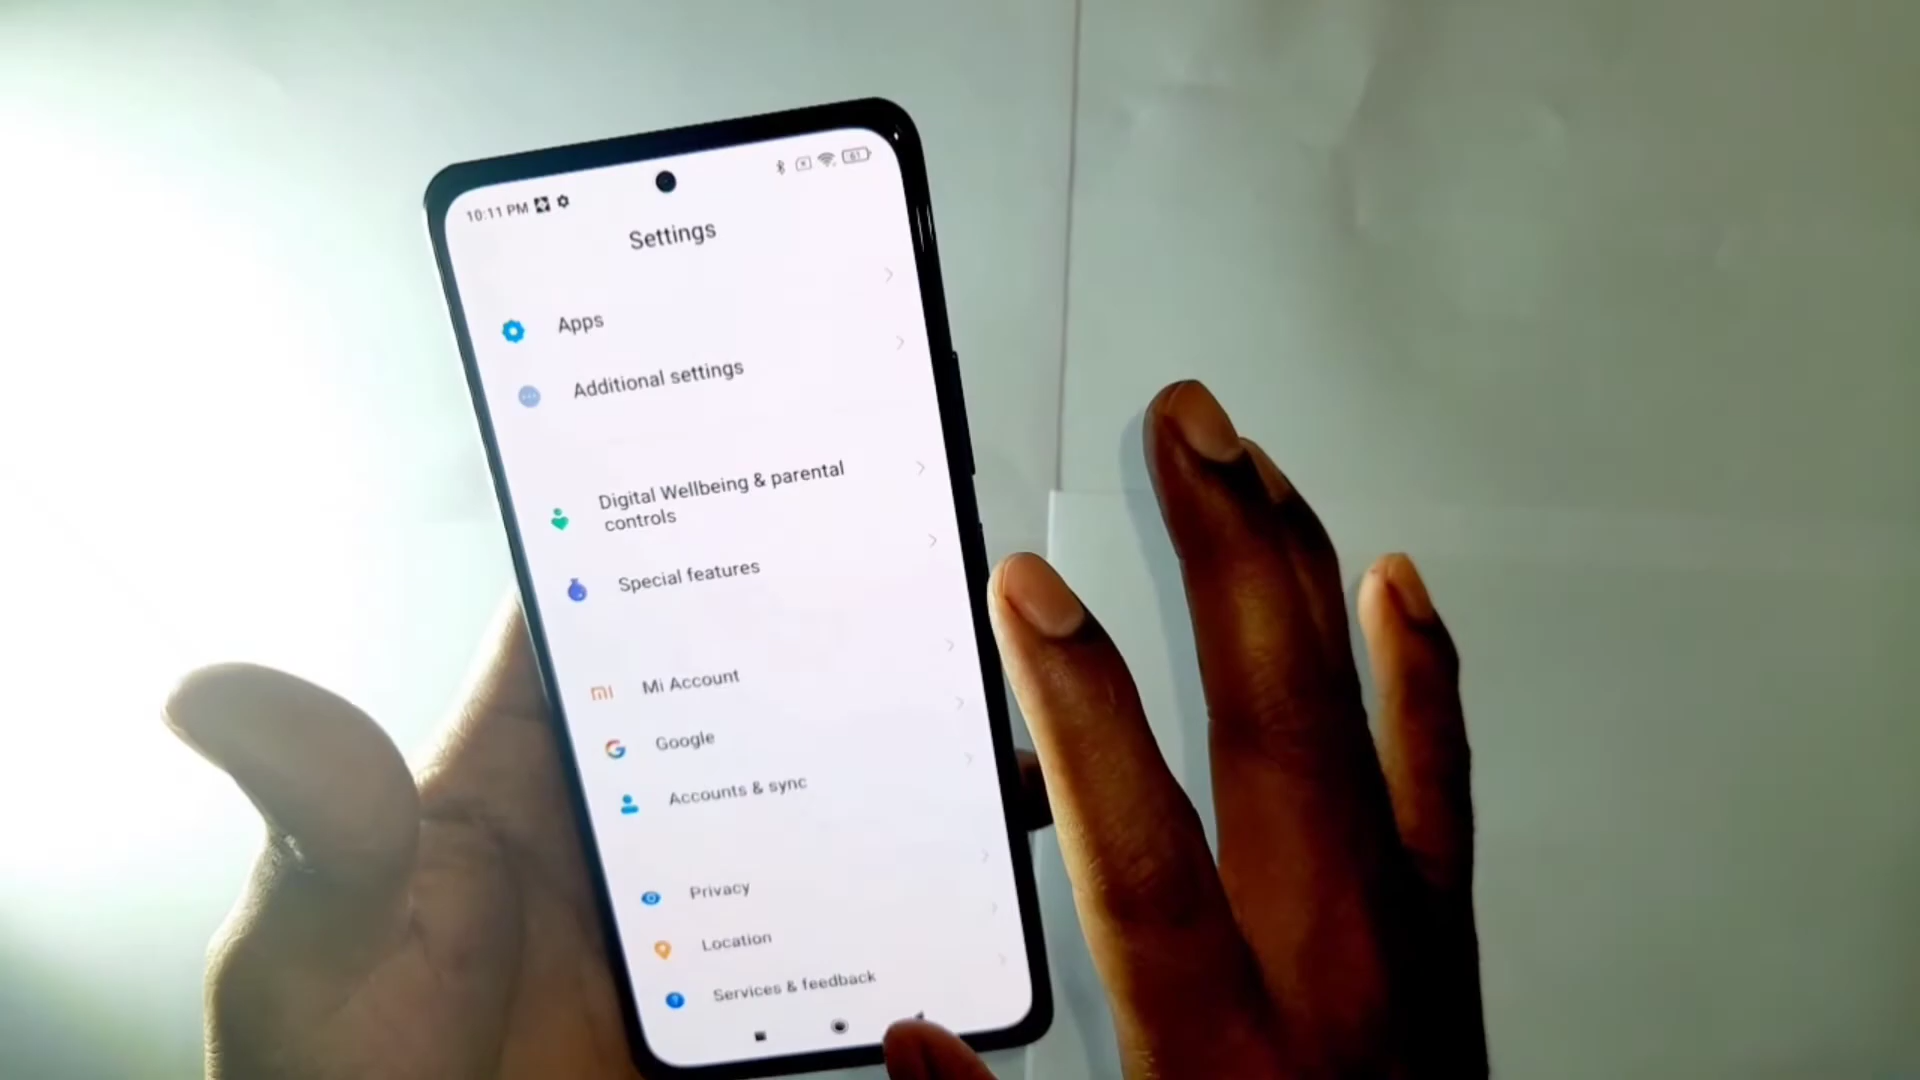 10:11 PM
61
Settings
Apps
Additional settings
Digital Wellbeing & parental
controls
Special features
Mi Account
Google
Accounts & sync
Privacy
Location
Services & feedback